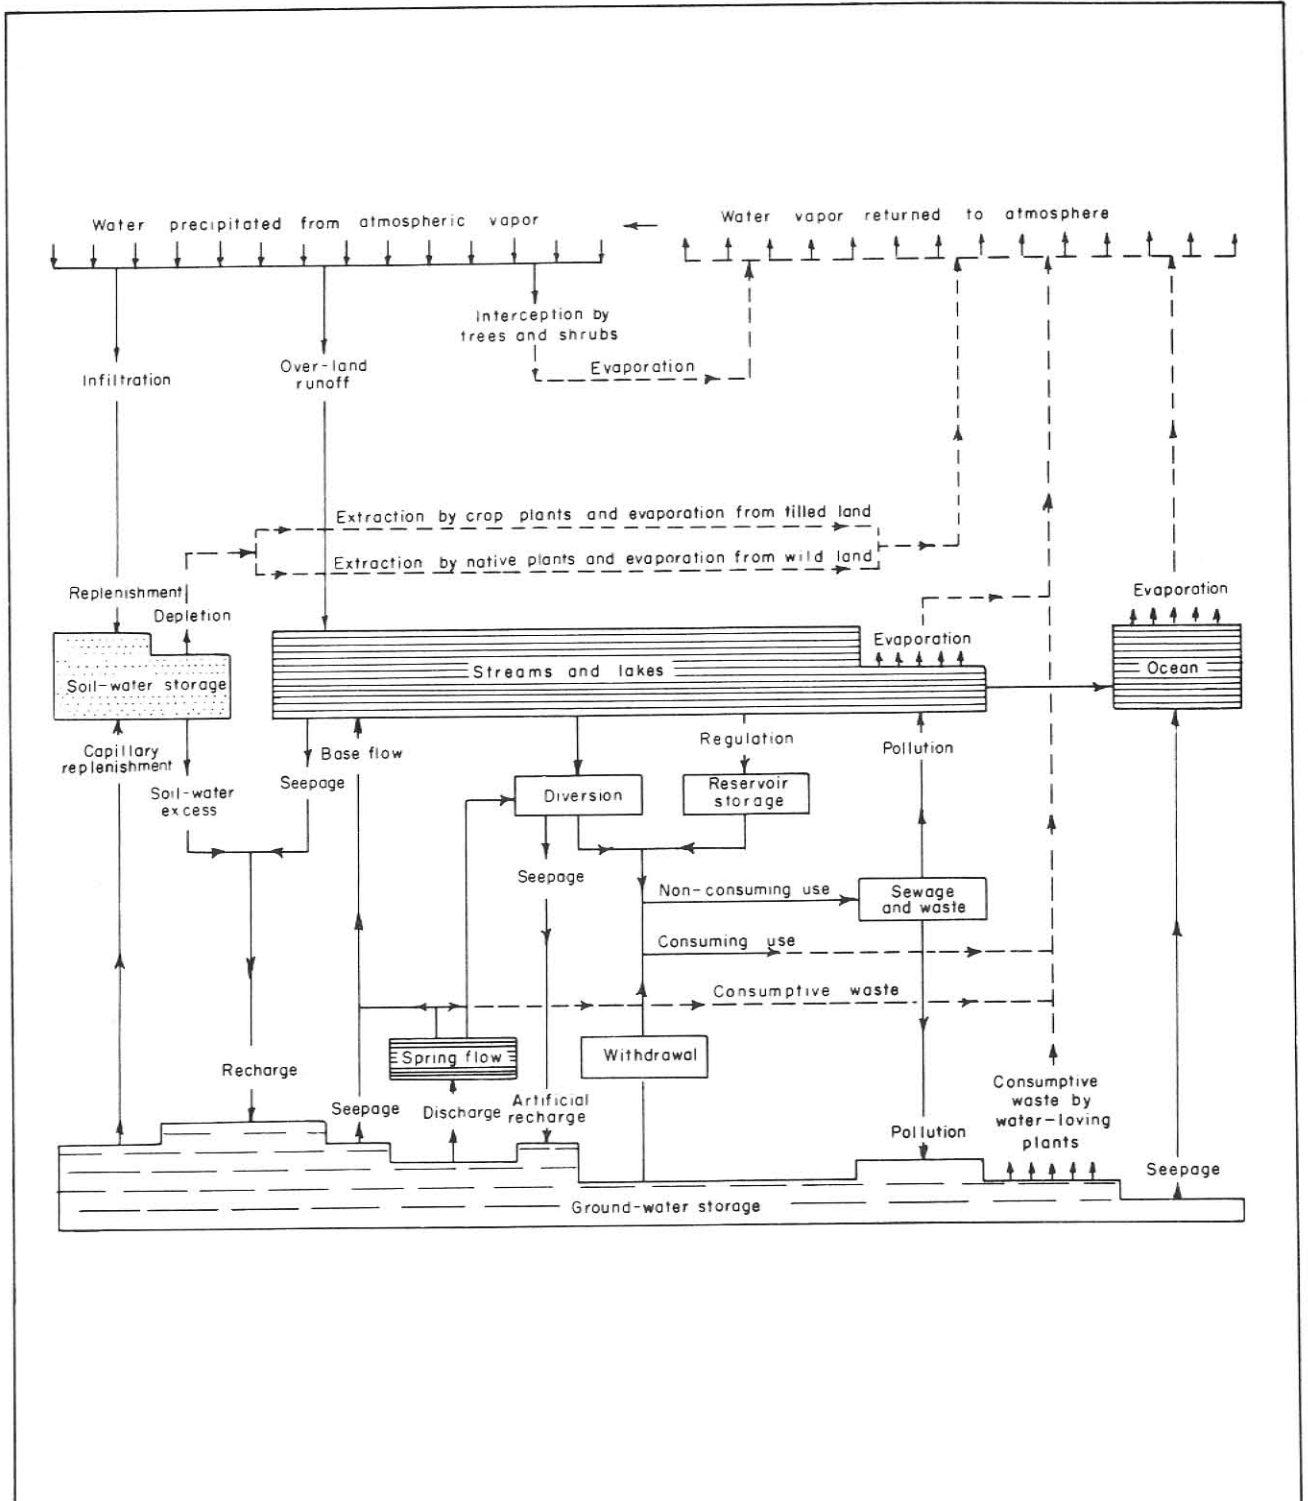 Water precipitated from atmospheric vapor
Water vapor returned to atmosphere
Interception by
trees and shrubs
Evaporation
Over-land
runoff
Infiltration
Extraction by crop plants and evaporation from tilled land
Extraction by native plants and evaporation from wild land
Replenishment
Depletion
Evaporation
Evaporation
Soil-water storage
Streams and lakes
Ocean
Capillary
replenishment
Soil-water
excess
Seepage
Base flow
Regulation
Pollution
Diversion
Reservoir
storage
Seepage
Non-consuming use
Sewage
and waste
Consuming use
Consumptive waste
Spring flow
Withdrawal
Recharge
Seepage
Discharge
Artificial
recharge
Pollution
Consumptive
waste by
water-loving
plants
Seepage
Ground-water storage